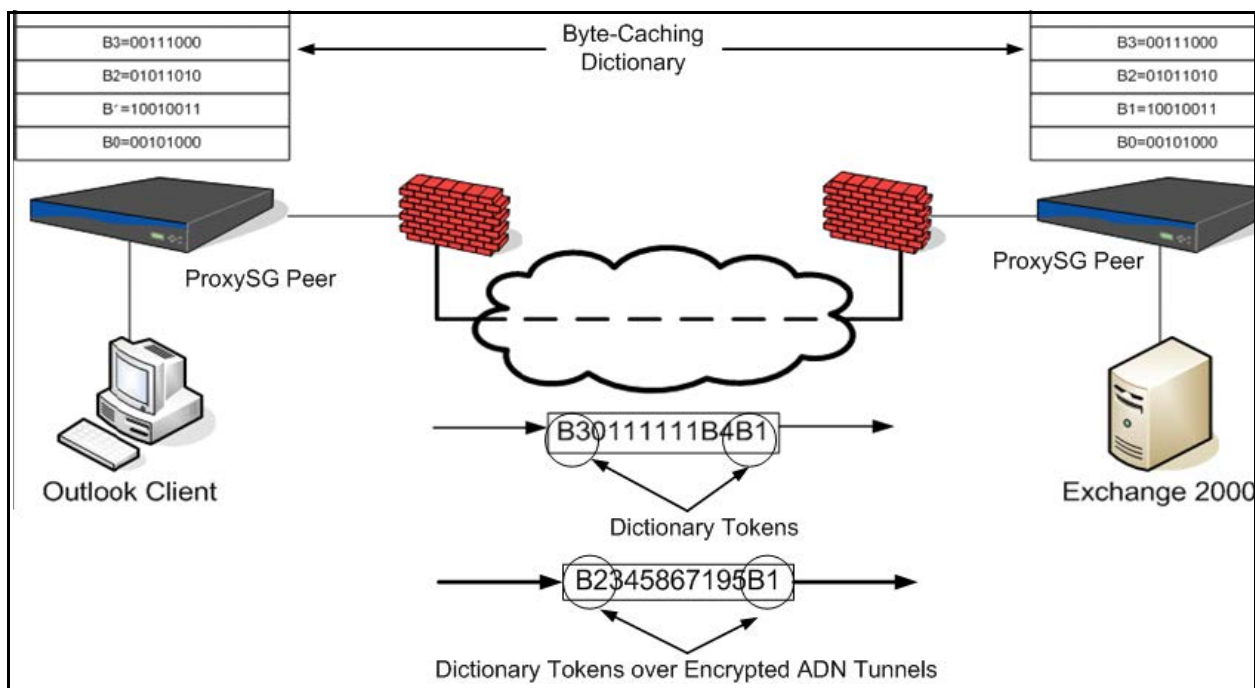 B3=00111000
B2=01011010
B´=10010011
B0=00101000
Byte-Caching
Dictionary
B3=00111000
B2=01011010
B1=10010011
B0=00101000
ProxySG Peer
ProxySG Peer
Outlook Client
Exchange 2000
B30111111B4B1
Dictionary Tokens
B2345867195B1
Dictionary Tokens over Encrypted ADN Tunnels